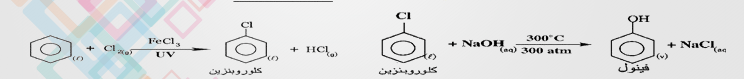 Cl
(ℓ) + Cl₂(g) FeCl₃ UV (ℓ) + HCl(g)
كلوروبنزين
Cl
(ℓ) + NaOH(aq) 300°C 300 atm OH (v) + NaCl(aq
كلوروبنزين
فينول